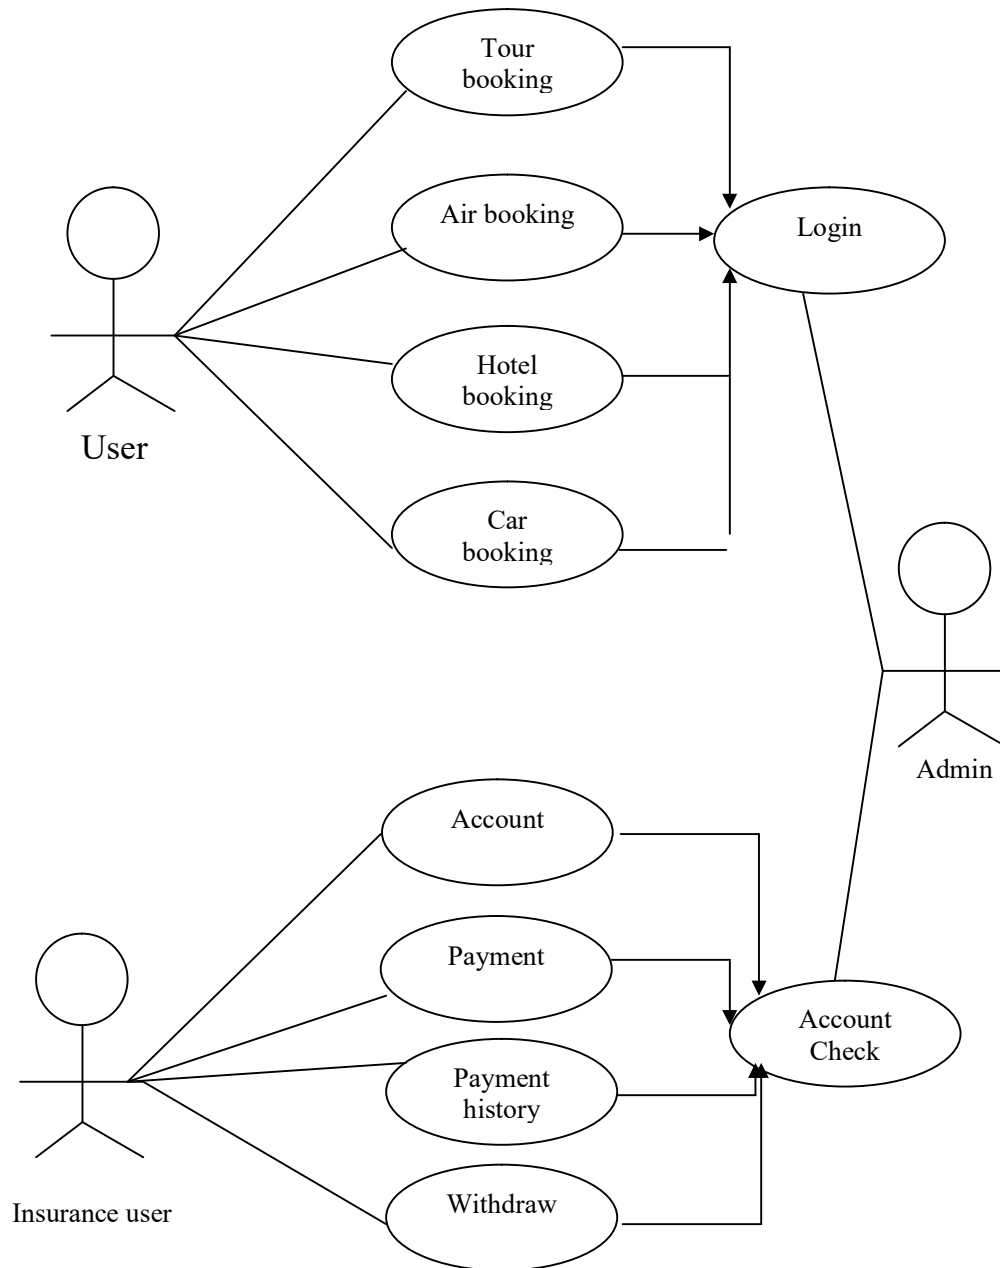 Tour
booking
Air booking
Login
Hotel
booking
User
Car
booking
Admin
Account
Payment
Account
Check
Payment
history
Withdraw
Insurance user